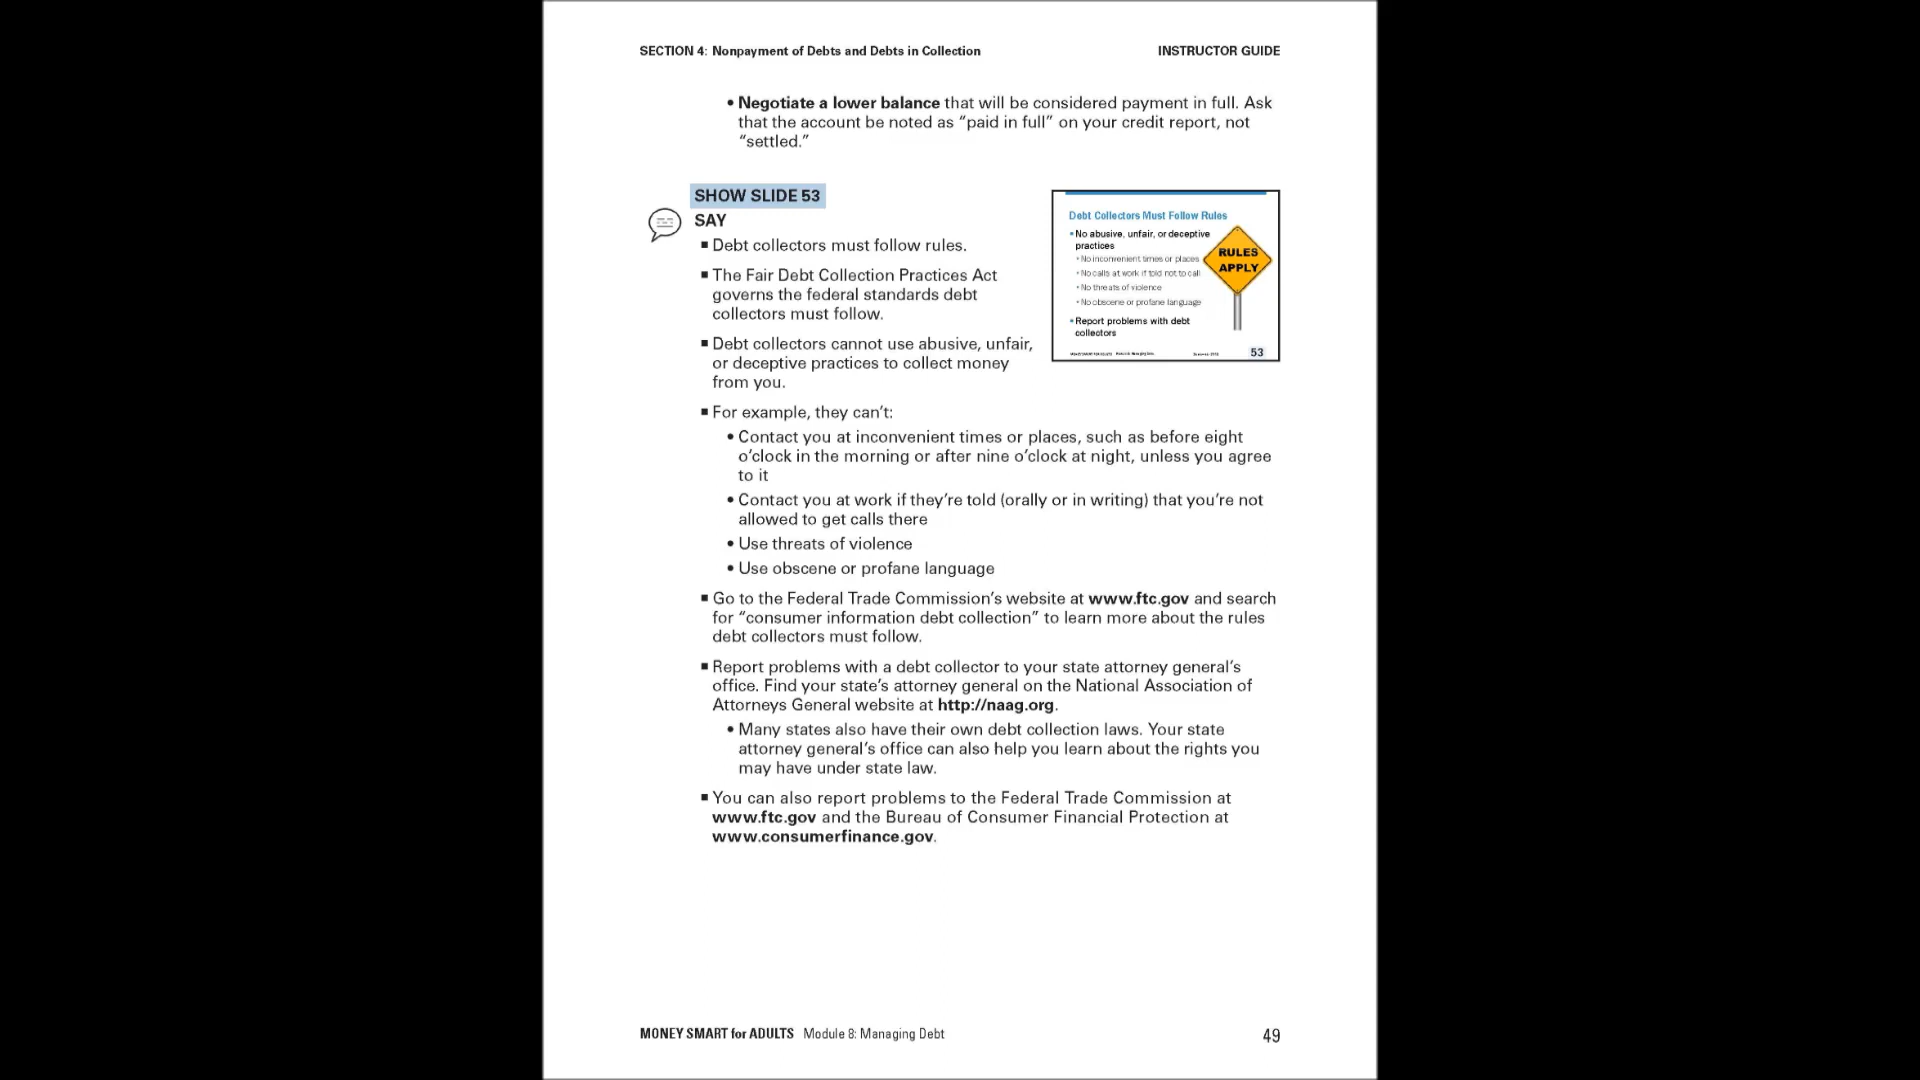 SECTION 4: Nonpayment of Debts and Debts in Collection
INSTRUCTOR GUIDE
• Negotiate a lower balance that will be considered payment in full. Ask
that the account be noted as “paid in full” on your credit report, not
“settled.”
SHOW SLIDE 53
SAY
▪ Debt collectors must follow rules.
▪ The Fair Debt Collection Practices Act
governs the federal standards debt
collectors must follow.
▪ Debt collectors cannot use abusive, unfair,
or deceptive practices to collect money
from you.
Debt Collectors Must Follow Rules
• No abusive, unfair, or deceptive
practices
• No inconvenient times or places
• No calls at work if told not to call
• No threats of violence
• No obscene or profane language
• Report problems with debt
collectors
RULES
APPLY
MONEY SMART FOR ADULTS Module 8: Managing Debt
53
▪ For example, they can’t:
• Contact you at inconvenient times or places, such as before eight
o’clock in the morning or after nine o’clock at night, unless you agree
to it
• Contact you at work if they’re told (orally or in writing) that you’re not
allowed to get calls there
• Use threats of violence
• Use obscene or profane language
▪ Go to the Federal Trade Commission’s website at www.ftc.gov and search
for “consumer information debt collection” to learn more about the rules
debt collectors must follow.
▪ Report problems with a debt collector to your state attorney general’s
office. Find your state’s attorney general on the National Association of
Attorneys General website at http://naag.org.
• Many states also have their own debt collection laws. Your state
attorney general’s office can also help you learn about the rights you
may have under state law.
▪ You can also report problems to the Federal Trade Commission at
www.ftc.gov and the Bureau of Consumer Financial Protection at
www.consumerfinance.gov.
MONEY SMART for ADULTS Module 8: Managing Debt
49